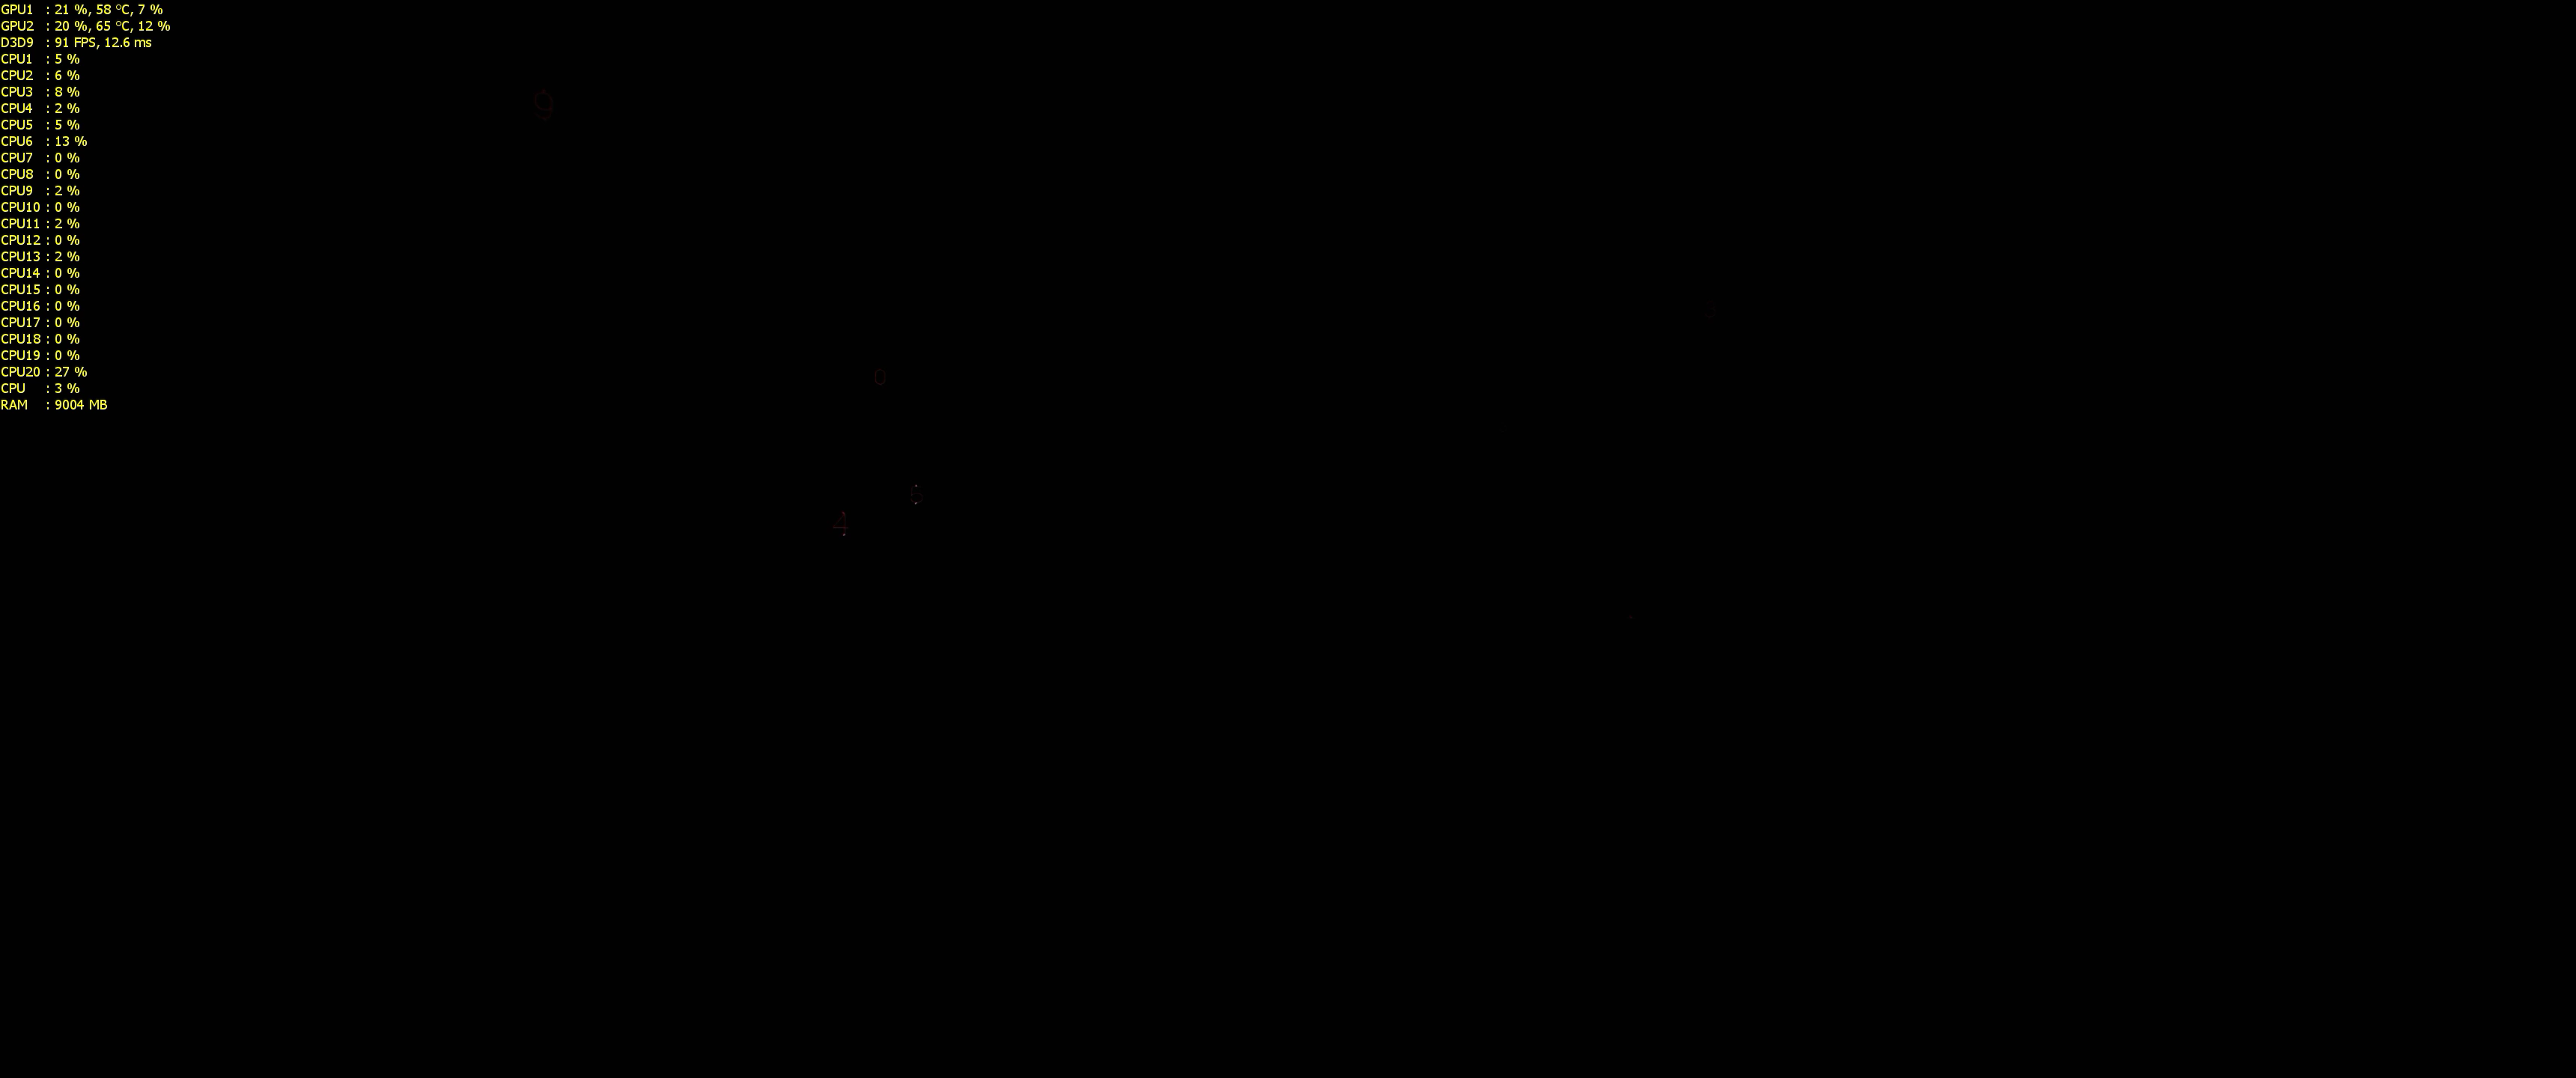 GPU1 : 21 %, 58 °C, 7 %
GPU2 : 20 %, 65 °C, 12 %
D3D9 : 91 FPS, 12.6 ms
CPU1 : 5 %
CPU2 : 6 %
CPU3 : 8 %
CPU4 : 2 %
CPU5 : 5 %
CPU6 : 13 %
CPU7 : 0 %
CPU8 : 0 %
CPU9 : 2 %
CPU10 : 0 %
CPU11 : 2 %
CPU12 : 0 %
CPU13 : 2 %
CPU14 : 0 %
CPU15 : 0 %
CPU16 : 0 %
CPU17 : 0 %
CPU18 : 0 %
CPU19 : 0 %
CPU20 : 27 %
CPU : 3 %
RAM : 9004 MB
9
0
4